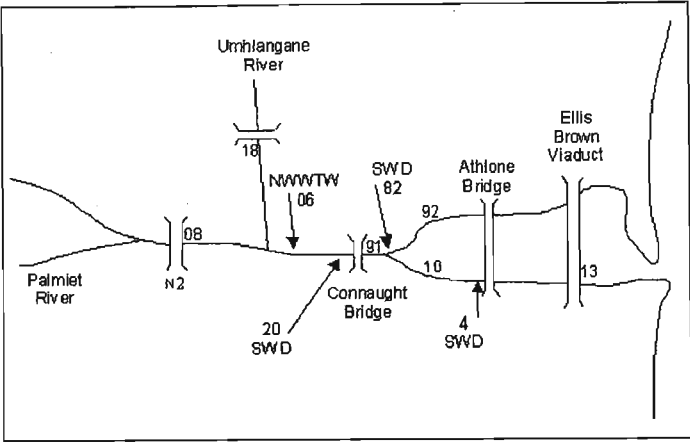 Umhlangane
River
18
Ellis
Brown
Viaduct
NWWTW
06
SWD
82
Athlone
Bridge
92
08
91
N2
Palmiet
River
Connaught
Bridge
10
13
20
SWD
4
SWD